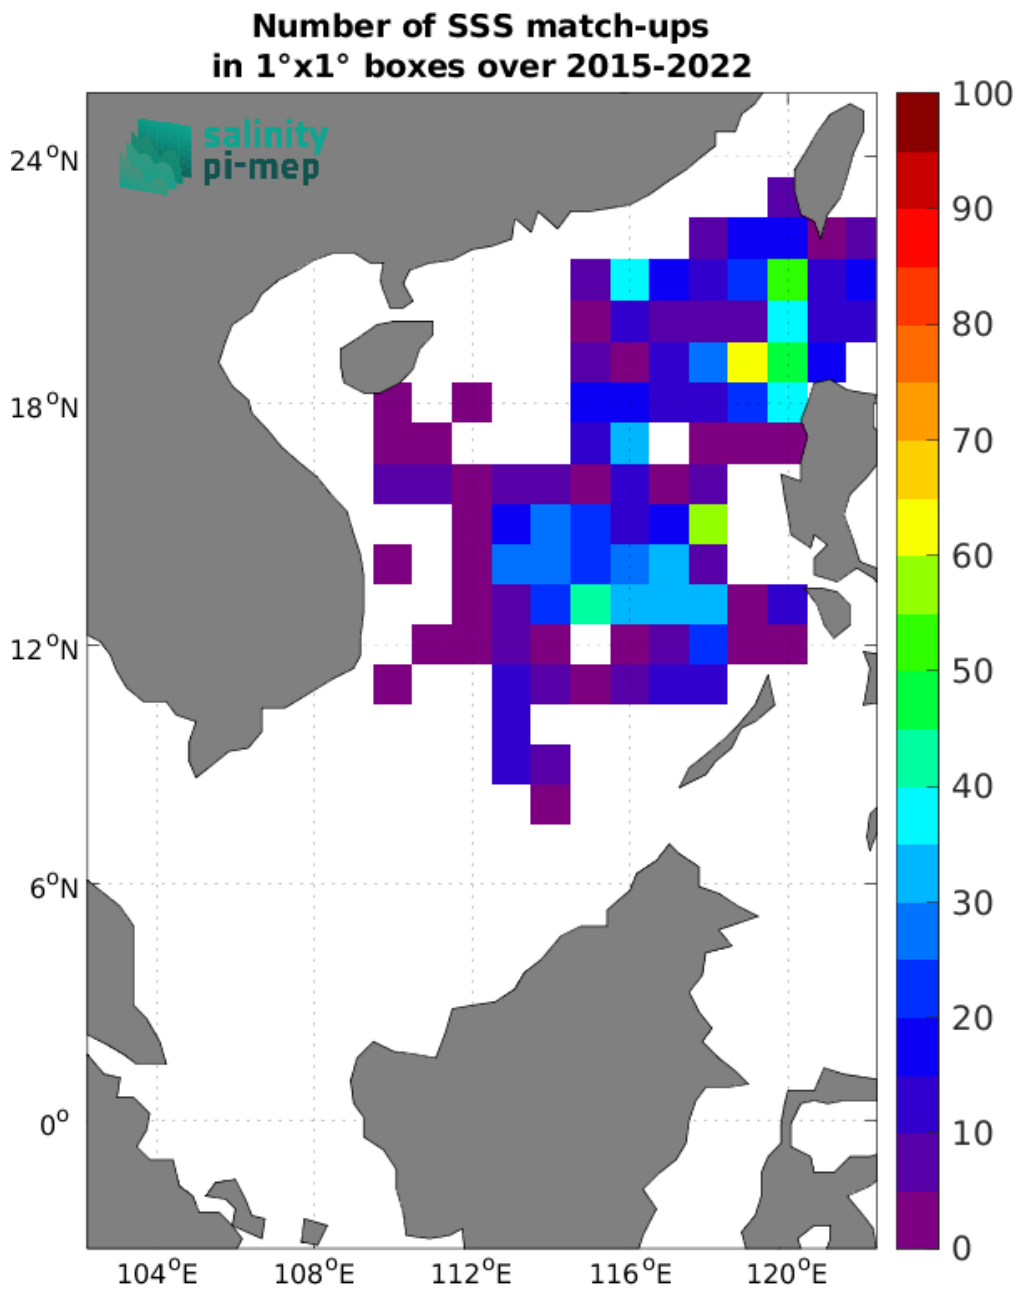 Number of SSS match-ups
in 1°x1° boxes over 2015-2022
salinity
pi-mep
24°N
18°N
12°N
6°N
0°
104°E
108°E
112°E
116°E
120°E
100
90
80
70
60
50
40
30
20
10
0